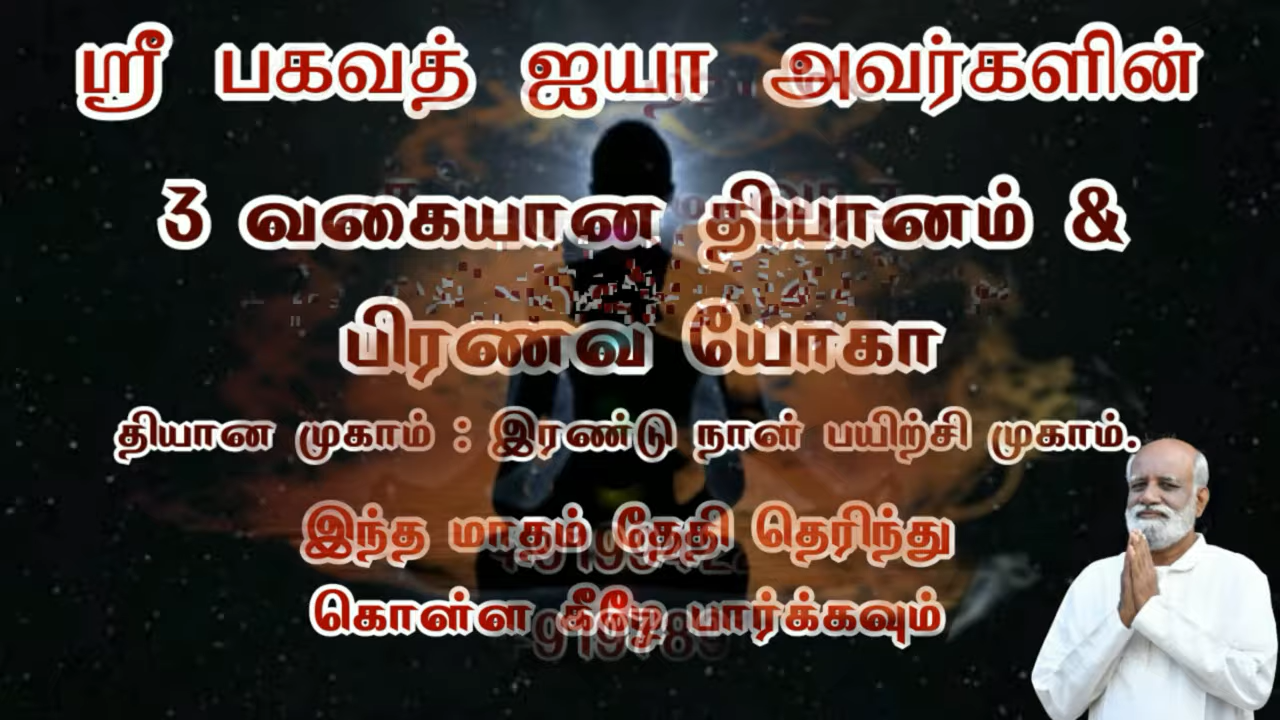 ஸ்ரீ பகவத் ஐயா அவர்களின்
3 வகையான தியானம் &
பிரணவ யோகா
தியான முகாம் : இரண்டு நாள் பயிற்சி முகாம்.
இந்த மாதம் தேதி தெரிந்து
கொள்ள கீழே பார்க்கவும்